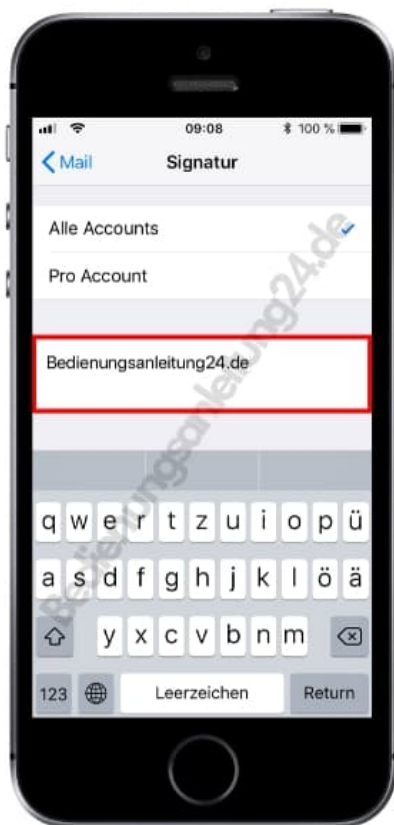 09:08 100 %
Mail Signatur
Alle Accounts
Pro Account
Bedienungsanleitung24.de
Bedienungsanleitung24.de
q w e r t z u i o p ü
a s d f g h j k l ö ä
y x c v b n m
123 Leerzeichen Return